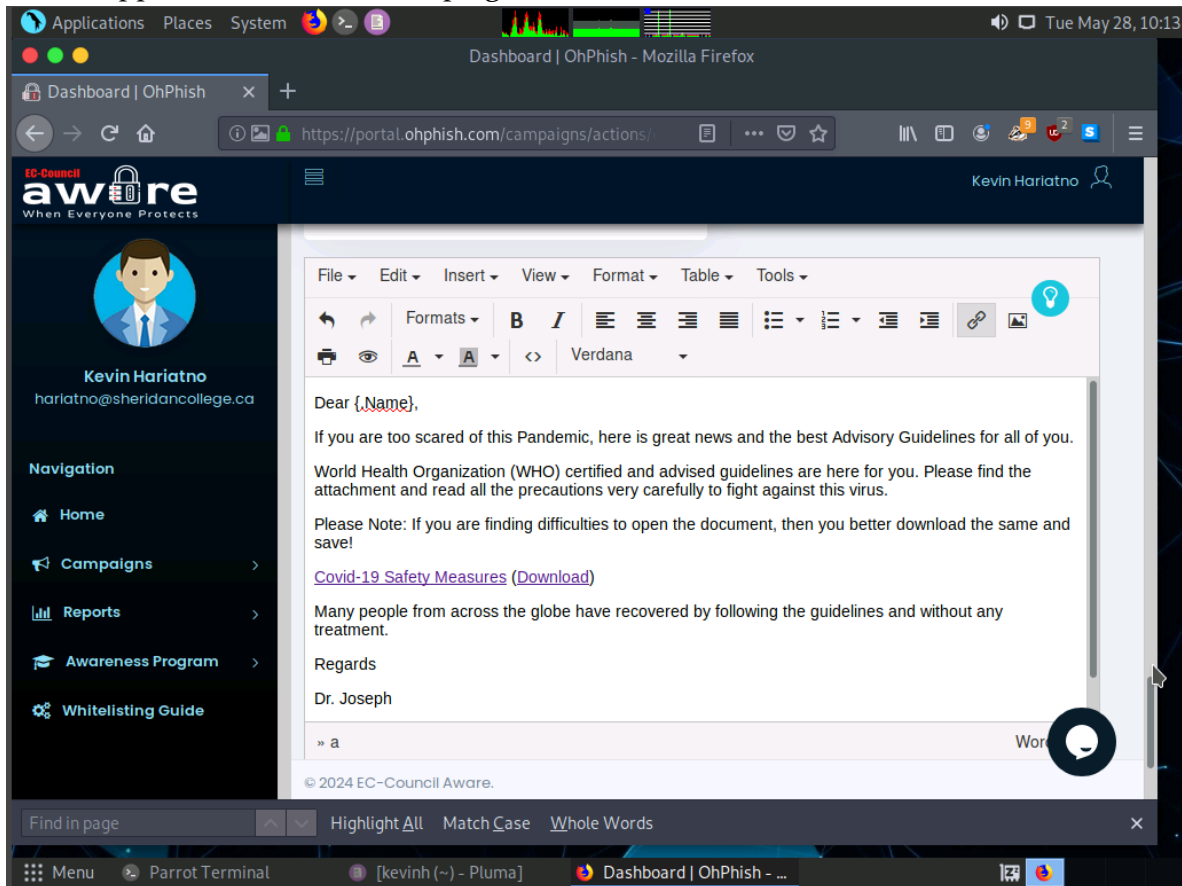 Applications Places System
Tue May 28, 10:13
Dashboard | OhPhish - Mozilla Firefox
Dashboard | OhPhish × +
https://portal.ohphish.com/campaigns/actions/
9
2
S
EC-Council
aware
When Everyone Protects
Kevin Hariatno
Kevin Hariatno
hariatno@sheridancollege.ca
Navigation
Home
Campaigns
Reports
Awareness Program
Whitelisting Guide
File Edit Insert View Format Table Tools
Formats B I
A A <> Verdana
Dear {.Name},
If you are too scared of this Pandemic, here is great news and the best Advisory Guidelines for all of you.
World Health Organization (WHO) certified and advised guidelines are here for you. Please find the
attachment and read all the precautions very carefully to fight against this virus.
Please Note: If you are finding difficulties to open the document, then you better download the same and
save!
Covid-19 Safety Measures (Download)
Many people from across the globe have recovered by following the guidelines and without any
treatment.
Regards
Dr. Joseph
» a
© 2024 EC-Council Aware.
Find in page Highlight All Match Case Whole Words ×
Menu Parrot Terminal [kevinh (~) - Pluma] Dashboard | OhPhish - ...